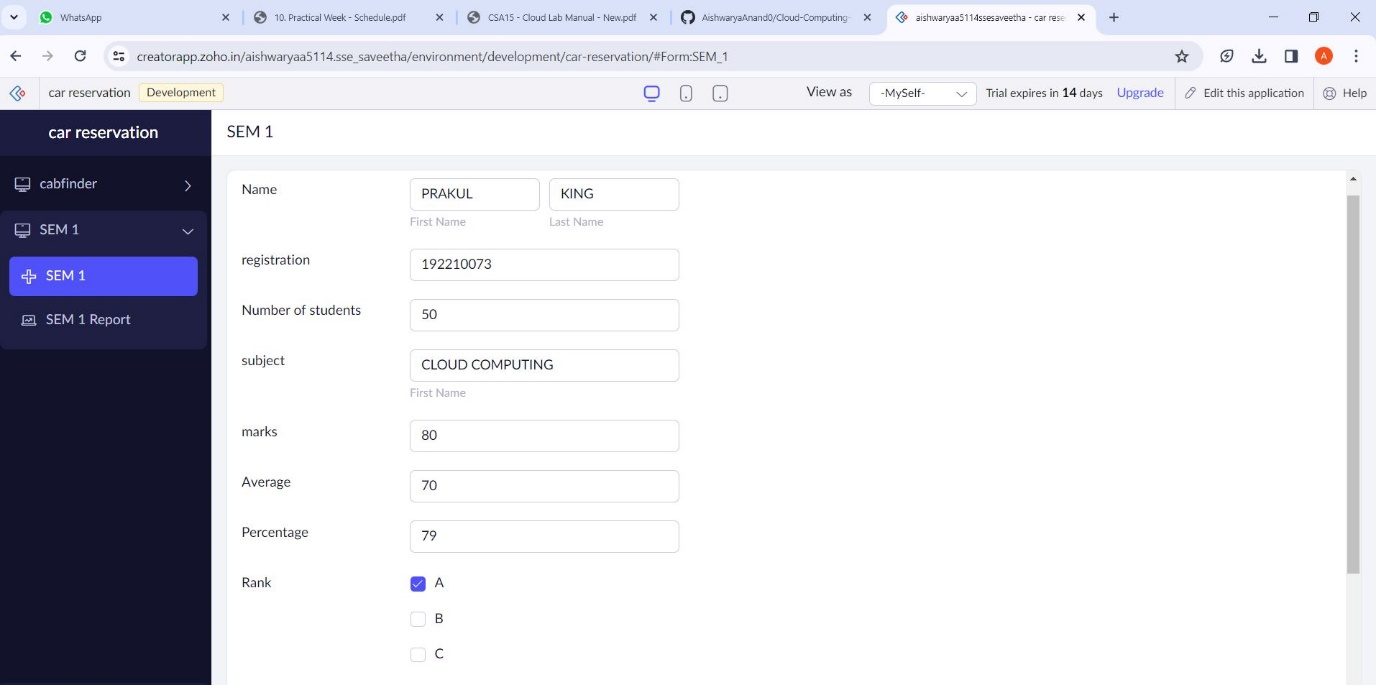 WhatsApp
10. Practical Week - Schedule.pdf
CSA15 - Cloud Lab Manual - New.pdf
AishwaryaAnand0/Cloud-Computing-
aishwaryaa5114ssesaveetha - car rese
creatorapp.zoho.in/aishwaryaa5114.sse_saveetha/environment/development/car-reservation/#Form:SEM_1
A
car reservation Development View as -MySelf- Trial expires in 14 days Upgrade Edit this application Help
car reservation
cabfinder
SEM 1
SEM 1
SEM 1 Report
SEM 1
Name PRAKUL KING
First Name Last Name
registration 192210073
Number of students 50
subject CLOUD COMPUTING
First Name
marks 80
Average 70
Percentage 79
Rank A
B
C